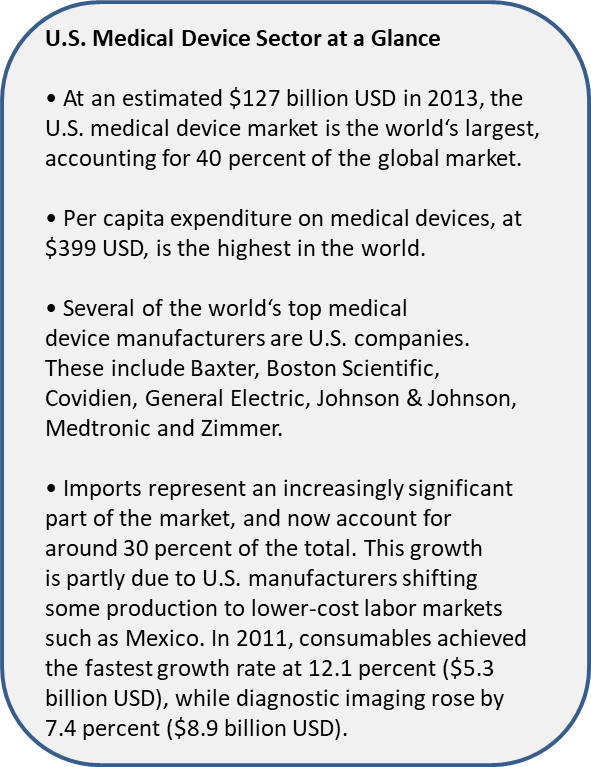 U.S. Medical Device Sector at a Glance
• At an estimated $127 billion USD in 2013, the
U.S. medical device market is the world‘s largest,
accounting for 40 percent of the global market.
• Per capita expenditure on medical devices, at
$399 USD, is the highest in the world.
• Several of the world‘s top medical
device manufacturers are U.S. companies.
These include Baxter, Boston Scientific,
Covidien, General Electric, Johnson & Johnson,
Medtronic and Zimmer.
• Imports represent an increasingly significant
part of the market, and now account for
around 30 percent of the total. This growth
is partly due to U.S. manufacturers shifting
some production to lower-cost labor markets
such as Mexico. In 2011, consumables achieved
the fastest growth rate at 12.1 percent ($5.3
billion USD), while diagnostic imaging rose by
7.4 percent ($8.9 billion USD).